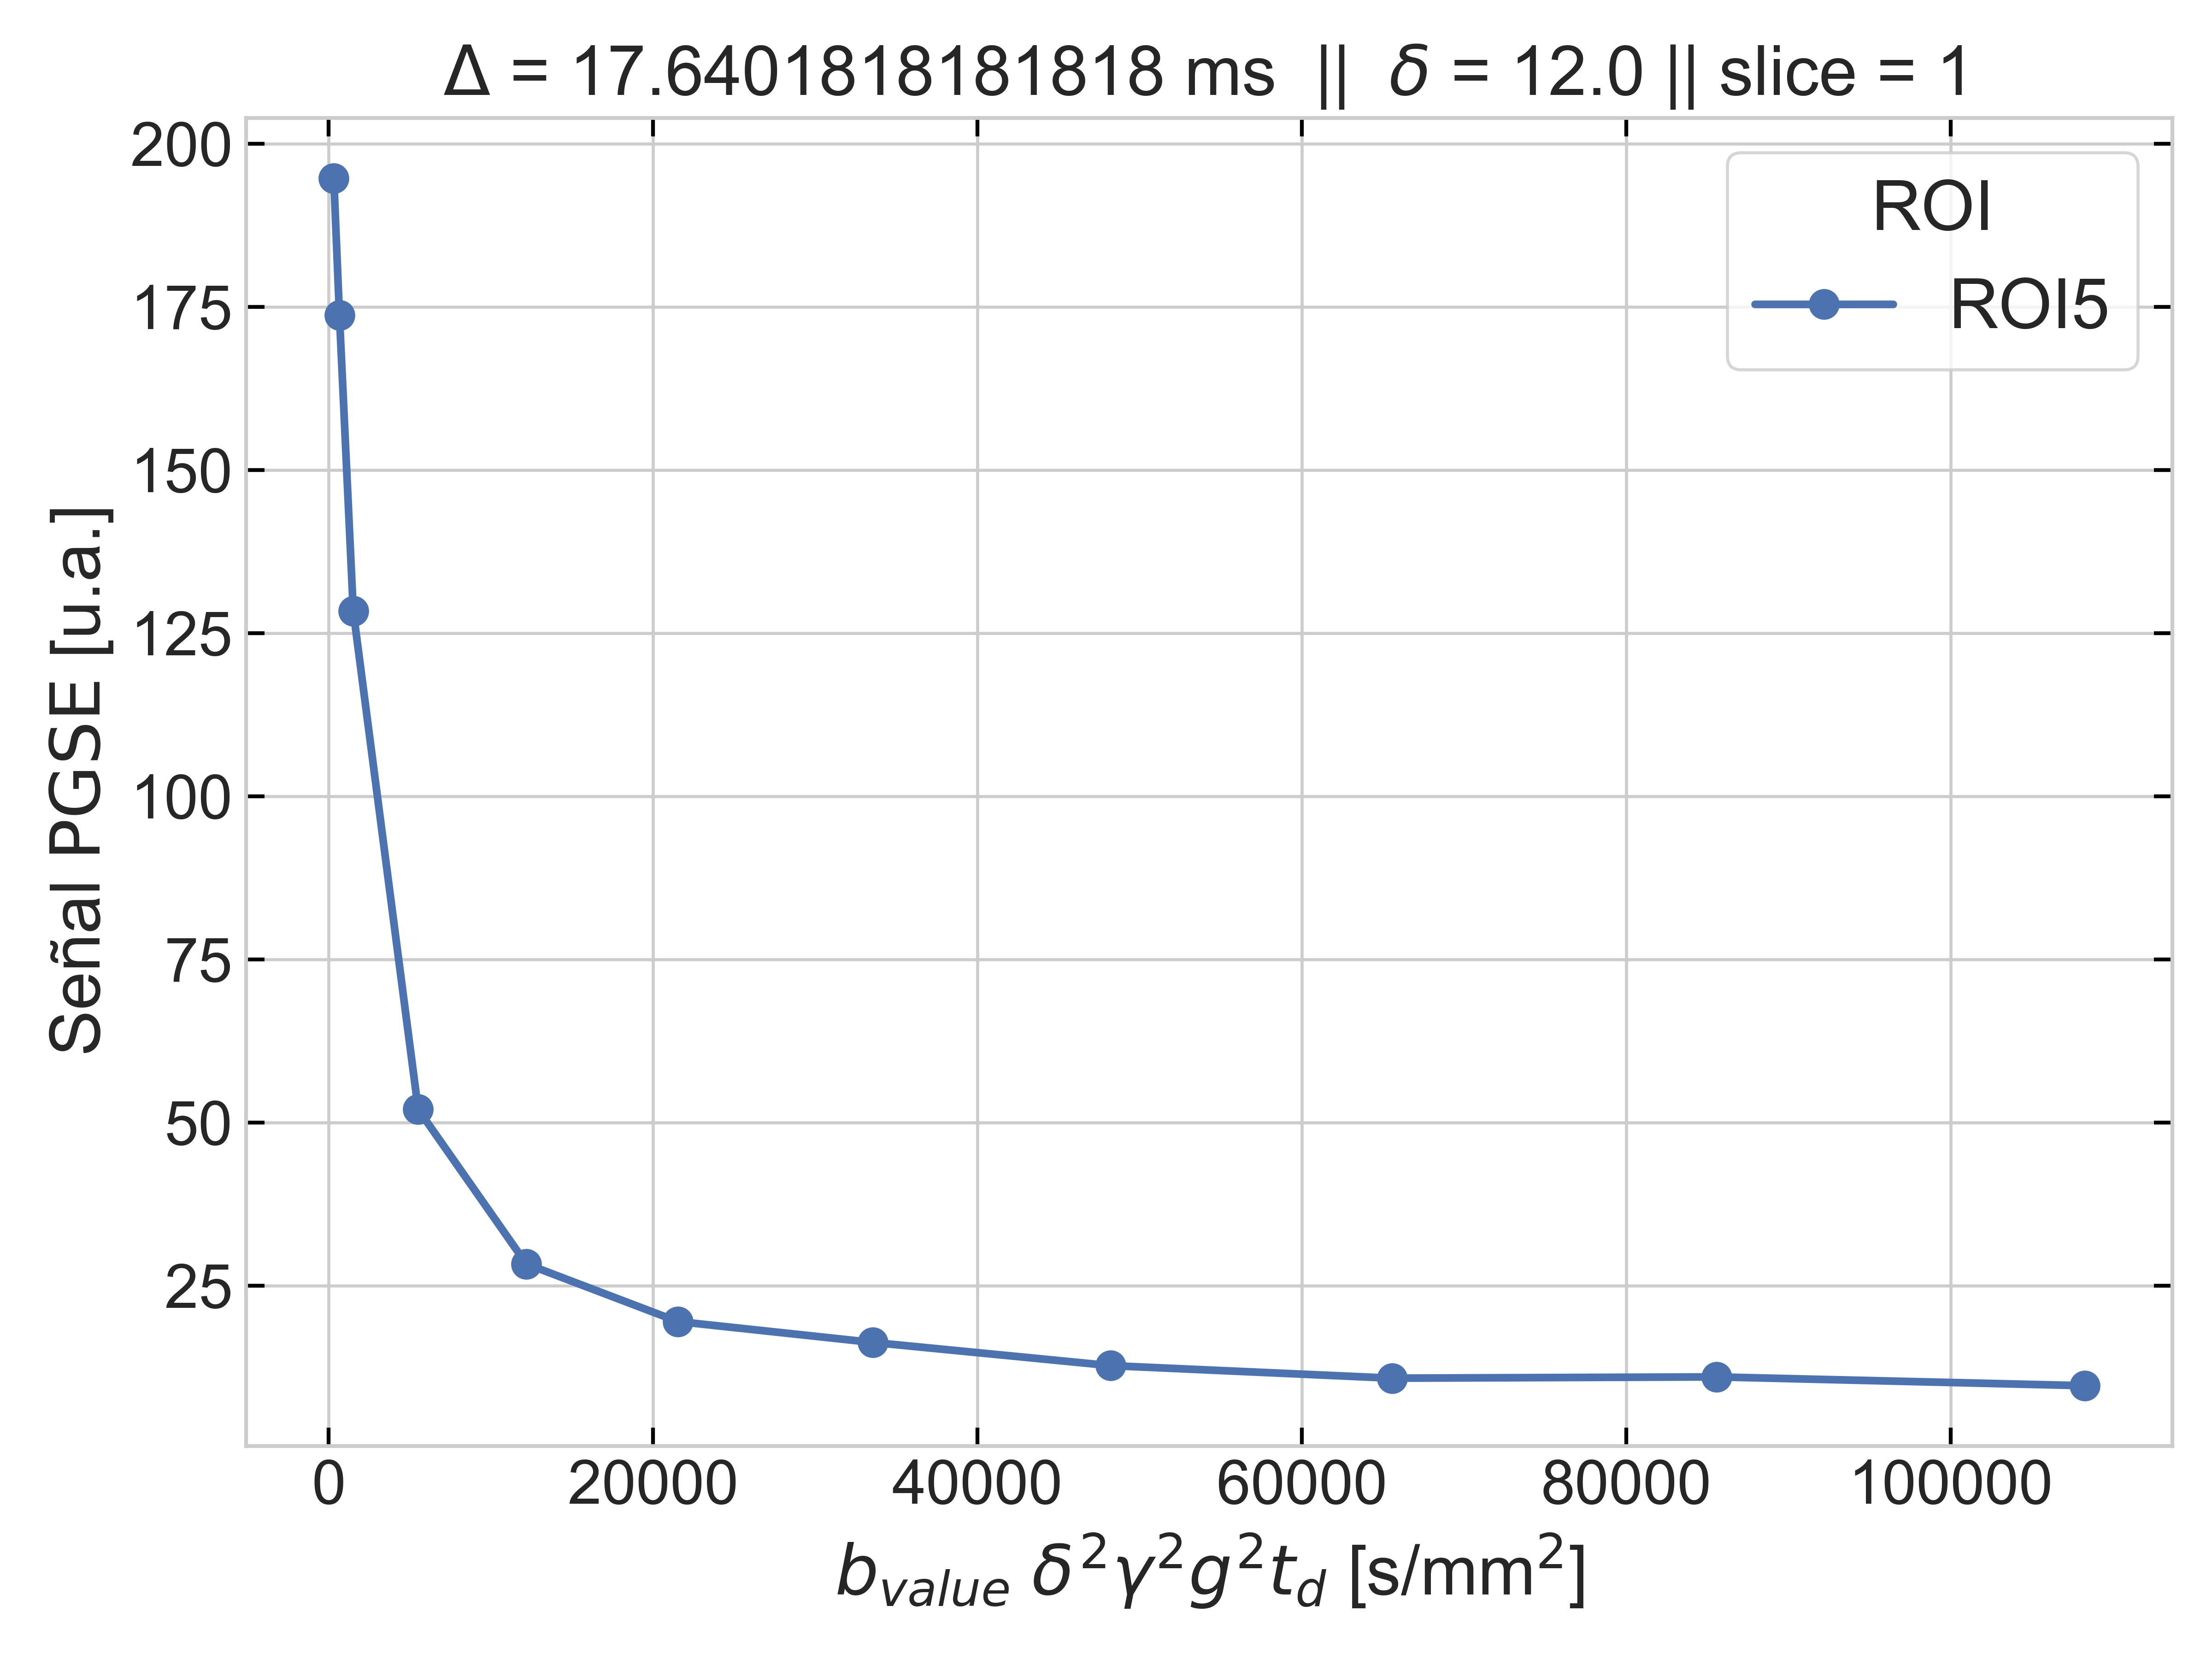 Δ = 17.64018181818181818 ms || δ = 12.0 || slice = 1
200
175
150
125
100
75
50
25
Señal PGSE [u.a.]
ROI
ROI5
0 20000 40000 60000 80000 100000
b_value δ²γ²g²t_d [s/mm²]